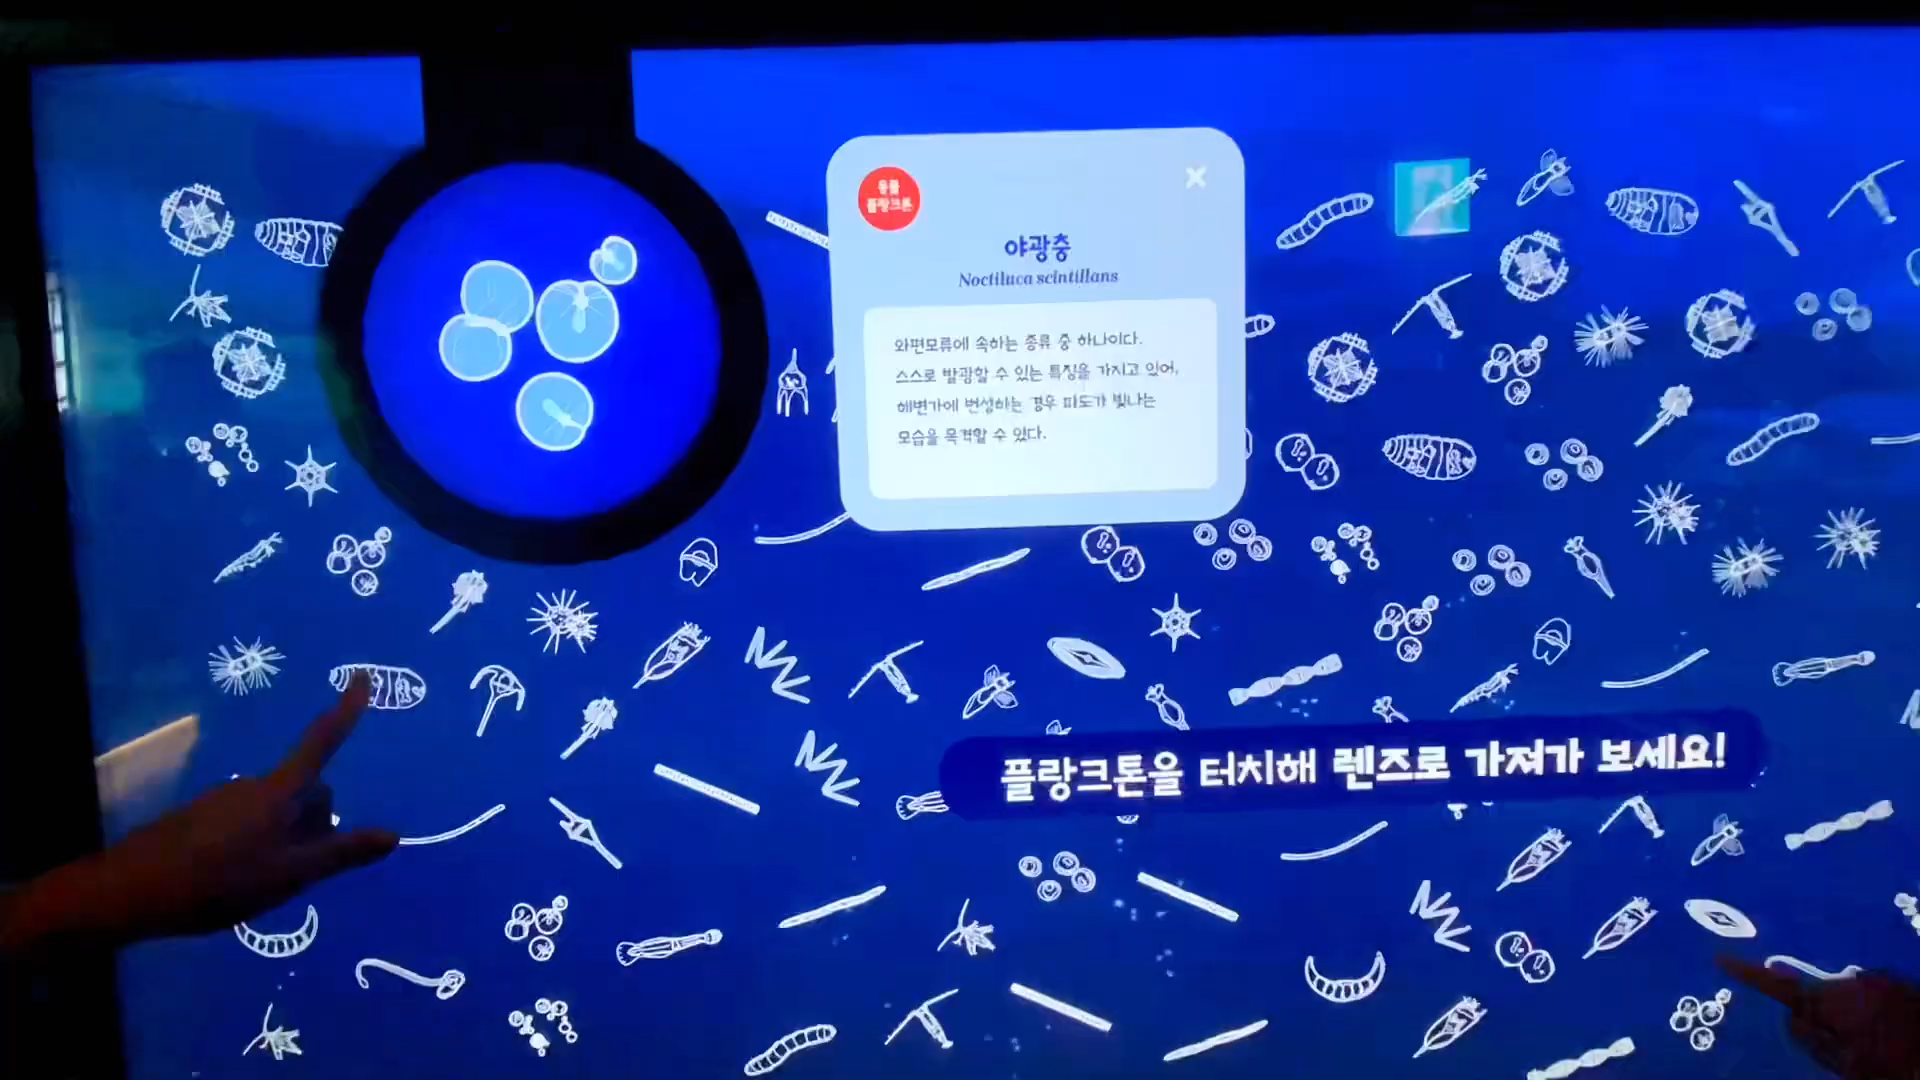 동물
플랑크톤
야광충
Noctiluca scintillans
와편모류에 속하는 종류 중 하나이다.
스스로 발광할 수 있는 특징을 가지고 있어,
해변가에 번성하는 경우 파도가 빛나는
모습을 목격할 수 있다.
플랑크톤을 터치해 렌즈로 가져가 보세요!